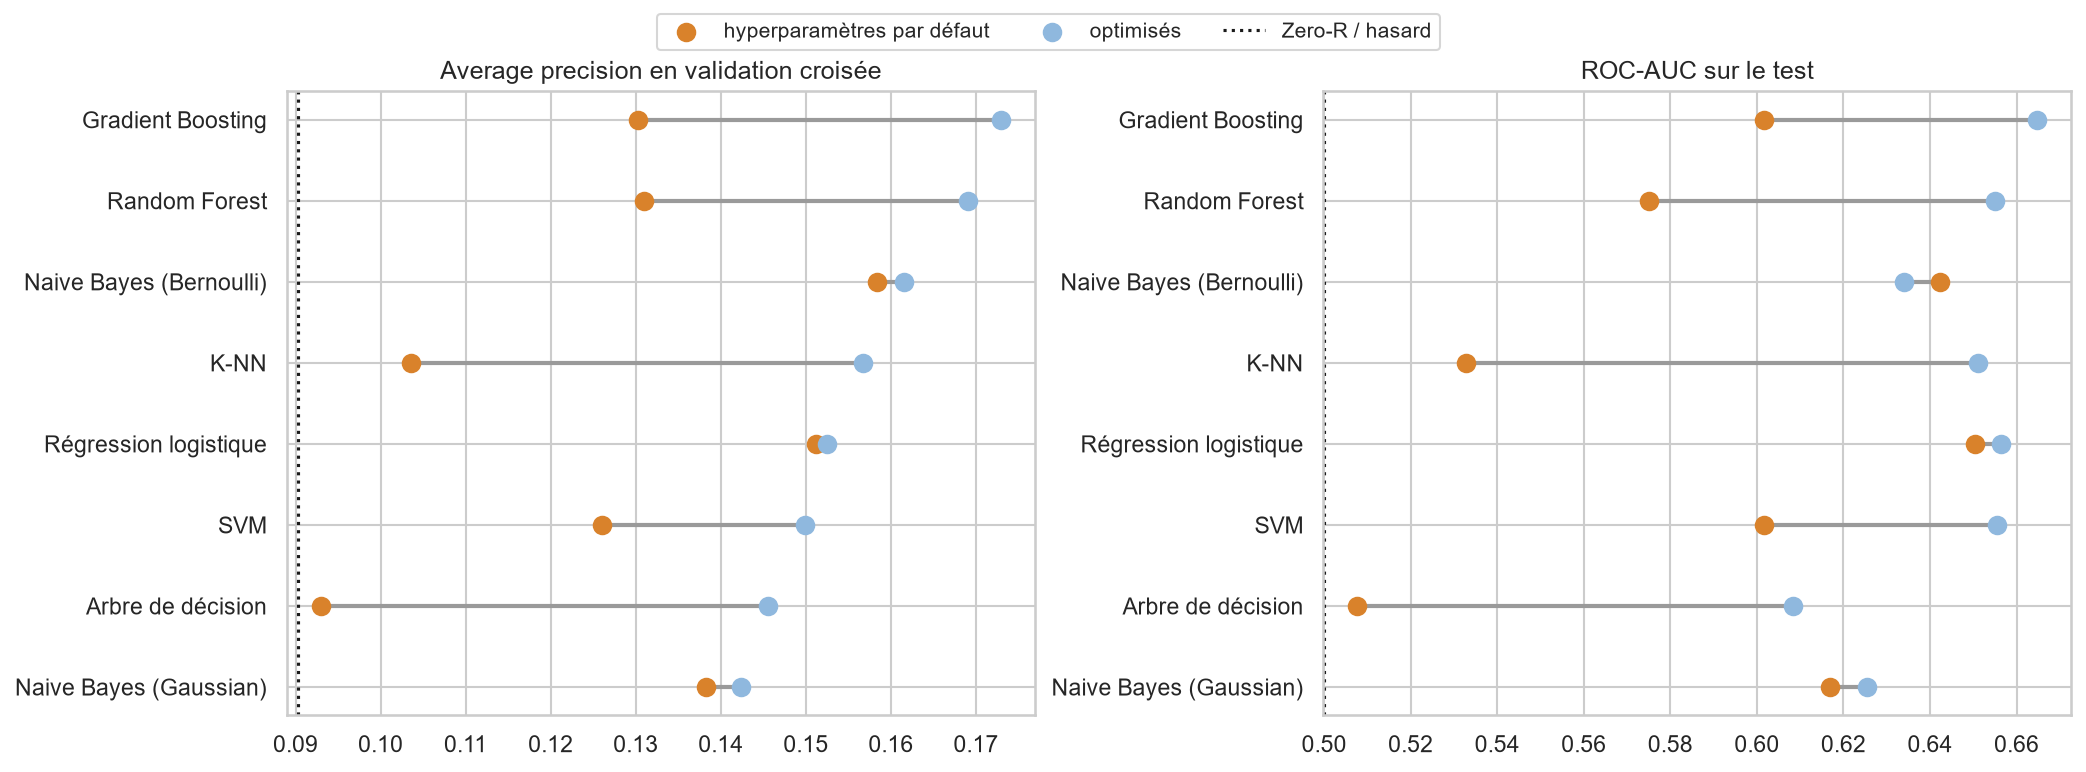 hyperparamètres par défaut optimisés Zero-R / hasard
Average precision en validation croisée
Gradient Boosting
Random Forest
Naive Bayes (Bernoulli)
K-NN
Régression logistique
SVM
Arbre de décision
Naive Bayes (Gaussian)
0.09 0.10 0.11 0.12 0.13 0.14 0.15 0.16 0.17
ROC-AUC sur le test
Gradient Boosting
Random Forest
Naive Bayes (Bernoulli)
K-NN
Régression logistique
SVM
Arbre de décision
Naive Bayes (Gaussian)
0.50 0.52 0.54 0.56 0.58 0.60 0.62 0.64 0.66